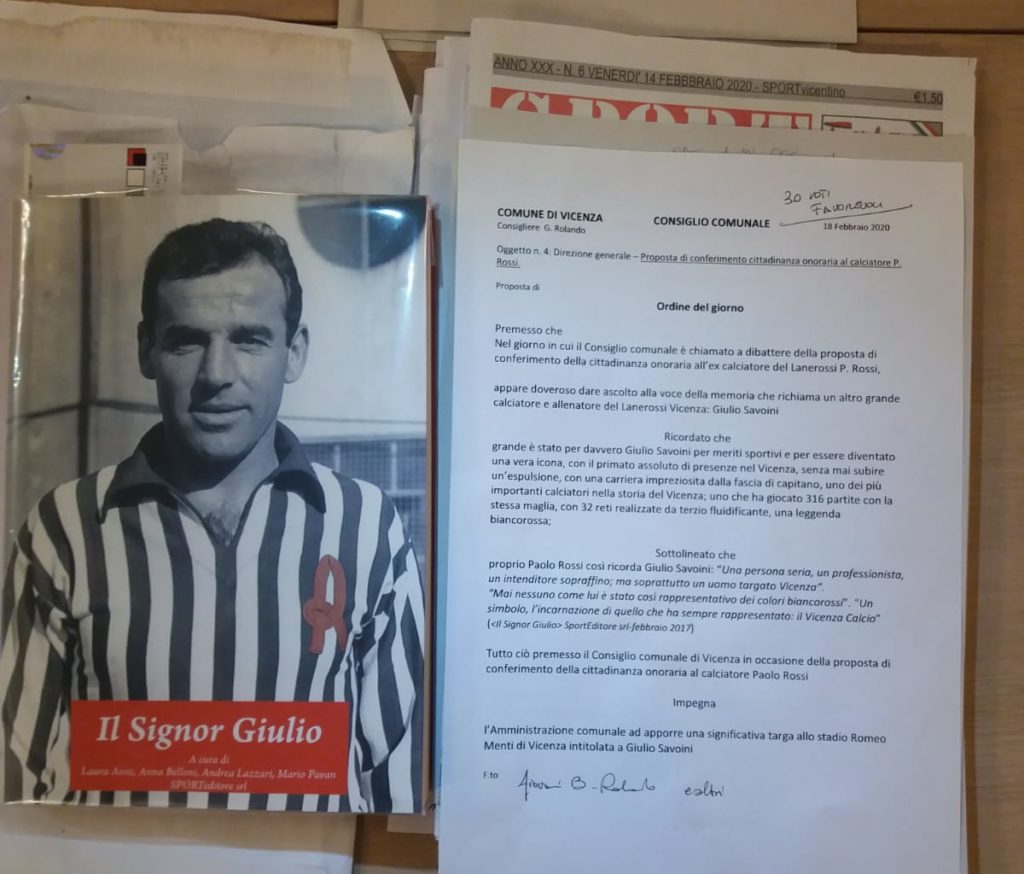 ANNO XXX - N. 6 VENERDI' 14 FEBBBRAIO 2020 - SPORTvicentino
€1.50
SPORT
30 VOTI
FAVOREVOLI
COMUNE DI VICENZA
CONSIGLIO COMUNALE
Consigliere G. Rolando
18 Febbraio 2020
Oggetto n. 4. Direzione generale – Proposta di conferimento cittadinanza onoraria al calciatore P.
Rossi.
Proposta di
Ordine del giorno
Premesso che
Nel giorno in cui il Consiglio comunale è chiamato a dibattere della proposta di
conferimento della cittadinanza onoraria all'ex calciatore del Lanerossi P. Rossi,
appare doveroso dare ascolto alla voce della memoria che richiama un altro grande
calciatore e allenatore del Lanerossi Vicenza: Giulio Savoini
Ricordato che
grande è stato per davvero Giulio Savoini per meriti sportivi e per essere diventato
una vera icona, con il primato assoluto di presenze nel Vicenza, senza mai subire
un'espulsione, con una carriera impreziosita dalla fascia di capitano, uno dei più
importanti calciatori nella storia del Vicenza; uno che ha giocato 316 partite con la
stessa maglia, con 32 reti realizzate da terzio fluidificante, una leggenda
biancorossa;
Sottolineato che
proprio Paolo Rossi così ricorda Giulio Savoini: "Una persona seria, un professionista,
un intenditore sopraffino; ma soprattutto un uomo targato Vicenza".
"Mai nessuno come lui è stato così rappresentativo dei colori biancorossi". "Un
simbolo, l'incarnazione di quello che ha sempre rappresentato: il Vicenza Calcio"
(<Il Signor Giulio> SportEditore srl-febbraio 2017)
Tutto ciò premesso il Consiglio comunale di Vicenza in occasione della proposta di
conferimento della cittadinanza onoraria al calciatore Paolo Rossi
Impegna
l'Amministrazione comunale ad apporre una significativa targa allo stadio Romeo
Menti di Vicenza intitolata a Giulio Savoini
F.to
e altri
Il Signor Giulio
A cura di
Laura Anni, Anna Belloni, Andrea Lazzari, Mario Pavan
SPORTeditore srl